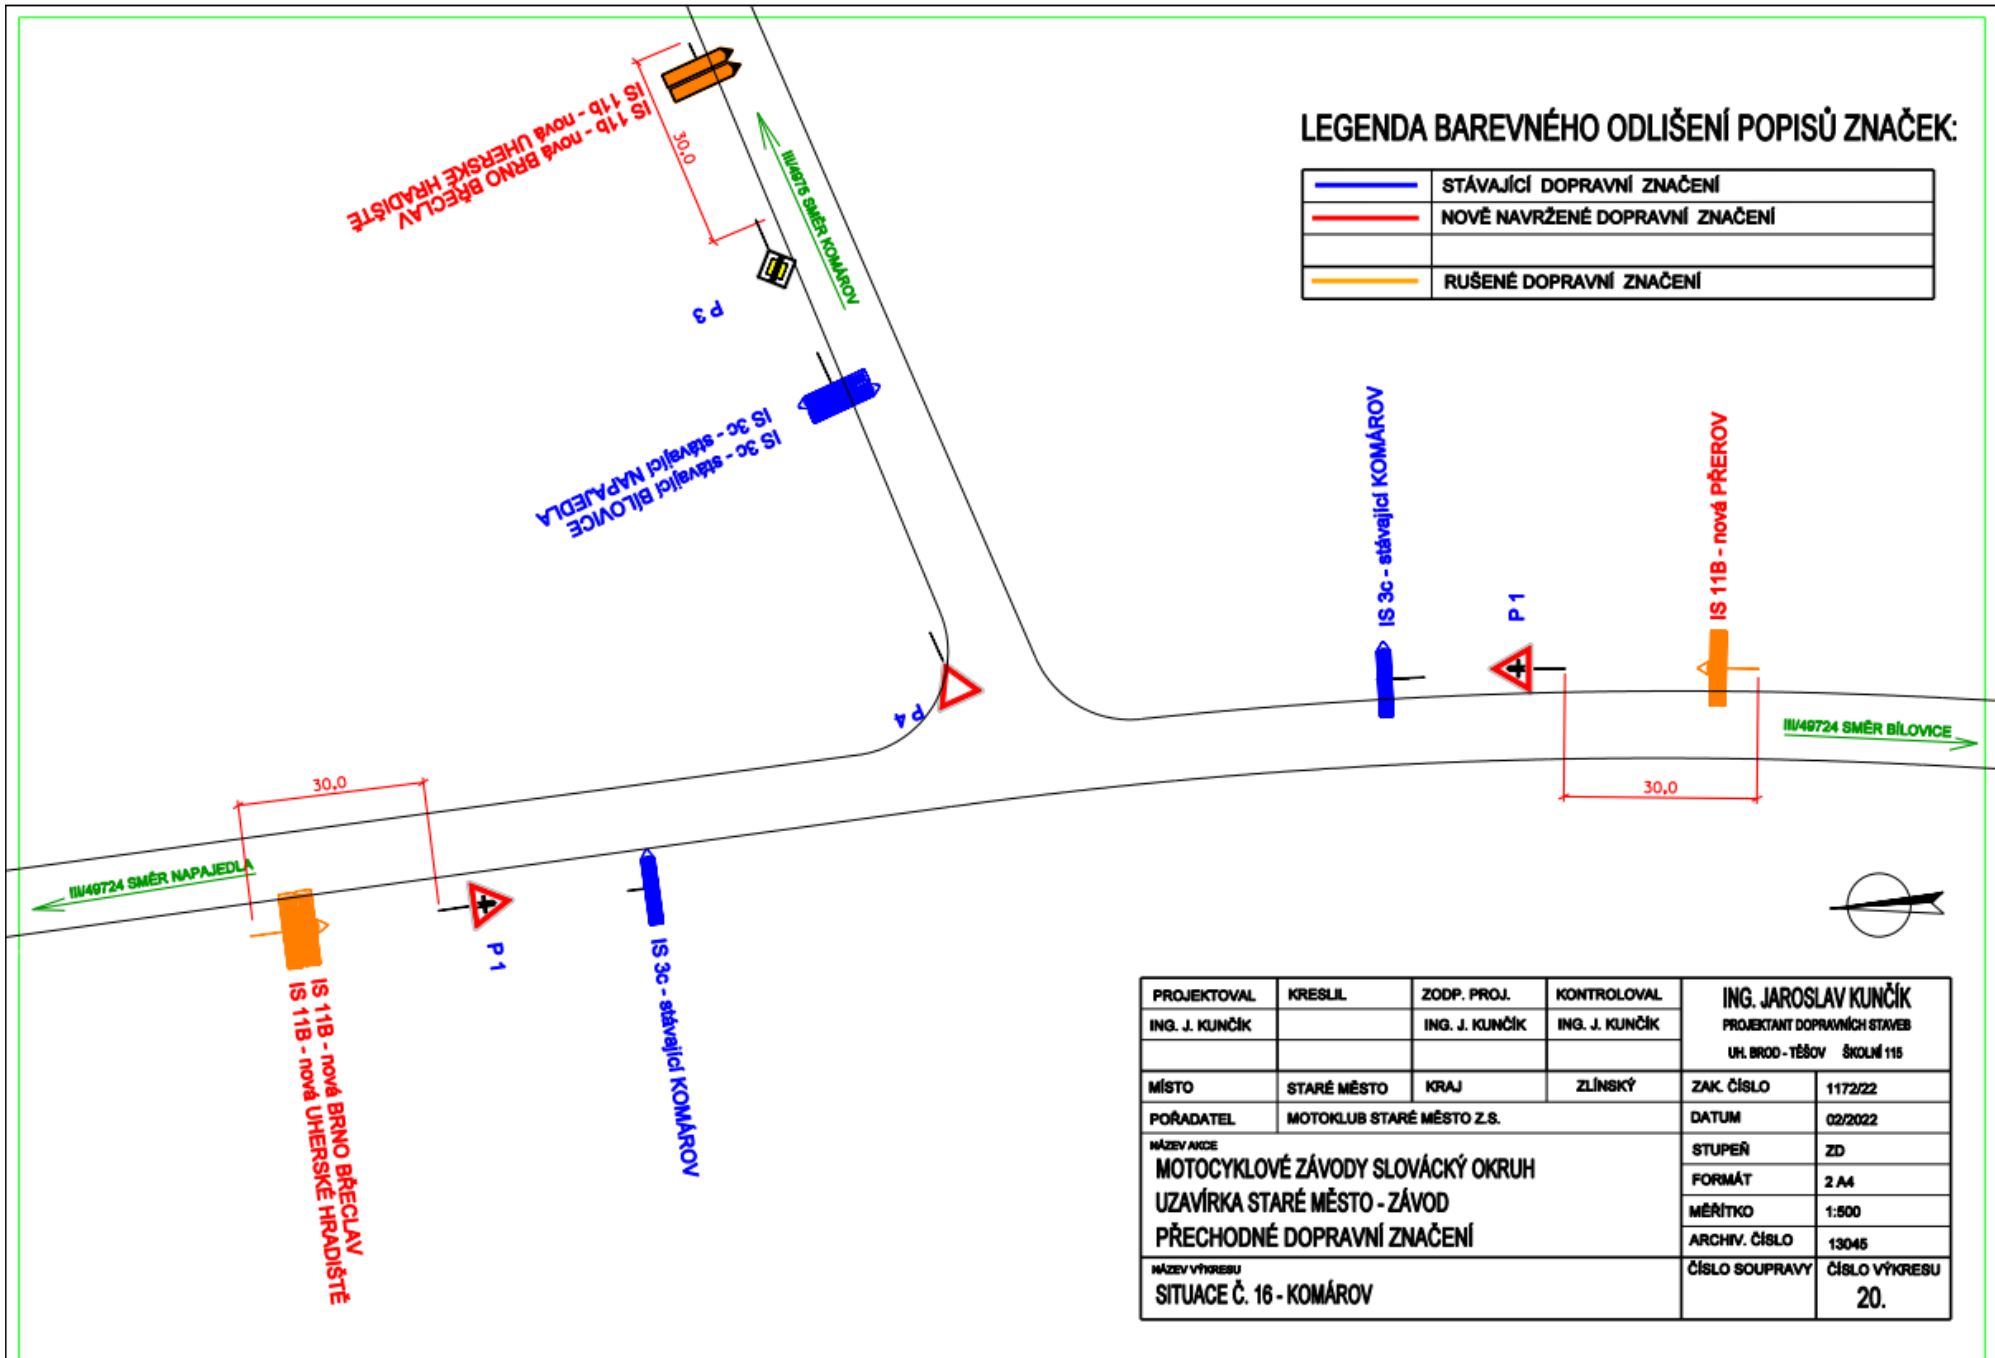 LEGENDA BAREVNÉHO ODLIŠENÍ POPISŮ ZNAČEK:
STÁVAJÍCÍ DOPRAVNÍ ZNAČENÍ
NOVĚ NAVRŽENÉ DOPRAVNÍ ZNAČENÍ
RUŠENÉ DOPRAVNÍ ZNAČENÍ
IS 11b - nová BRNO BŘECLAV
IS 11b - nová UHERSKÉ HRADIŠTĚ
30,0
III/4975 SMĚR KOMÁROV
P 3
IS 3c - stávající BÍLOVICE
IS 3c - stávající NAPAJEDLA
P 4
IS 3c - stávající KOMÁROV
P 1
IS 11B - nová PŘEROV
III/49724 SMĚR BÍLOVICE
30,0
30,0
III/49724 SMĚR NAPAJEDLA
P 1
IS 3c - stávající KOMÁROV
IS 11B - nová BRNO BŘECLAV
IS 11B - nová UHERSKÉ HRADIŠTĚ
PROJEKTOVAL KRESLIL ZODP. PROJ. KONTROLOVAL
ING. J. KUNČÍK ING. J. KUNČÍK ING. J. KUNČÍK
ING. JAROSLAV KUNČÍK
PROJEKTANT DOPRAVNÍCH STAVEB
UH. BROD - TĚŠOV ŠKOLNÍ 115
MÍSTO STARÉ MĚSTO KRAJ ZLÍNSKÝ
ZAK. ČÍSLO 1172/22
POŘADATEL MOTOKLUB STARÉ MĚSTO Z.S.
DATUM 02/2022
NÁZEV AKCE
MOTOCYKLOVÉ ZÁVODY SLOVÁCKÝ OKRUH
UZAVÍRKA STARÉ MĚSTO - ZÁVOD
PŘECHODNÉ DOPRAVNÍ ZNAČENÍ
STUPEŇ ZD
FORMÁT 2 A4
MĚŘÍTKO 1:500
ARCHIV. ČÍSLO 13045
NÁZEV VÝKRESU
SITUACE Č. 16 - KOMÁROV
ČÍSLO SOUPRAVY ČÍSLO VÝKRESU
20.